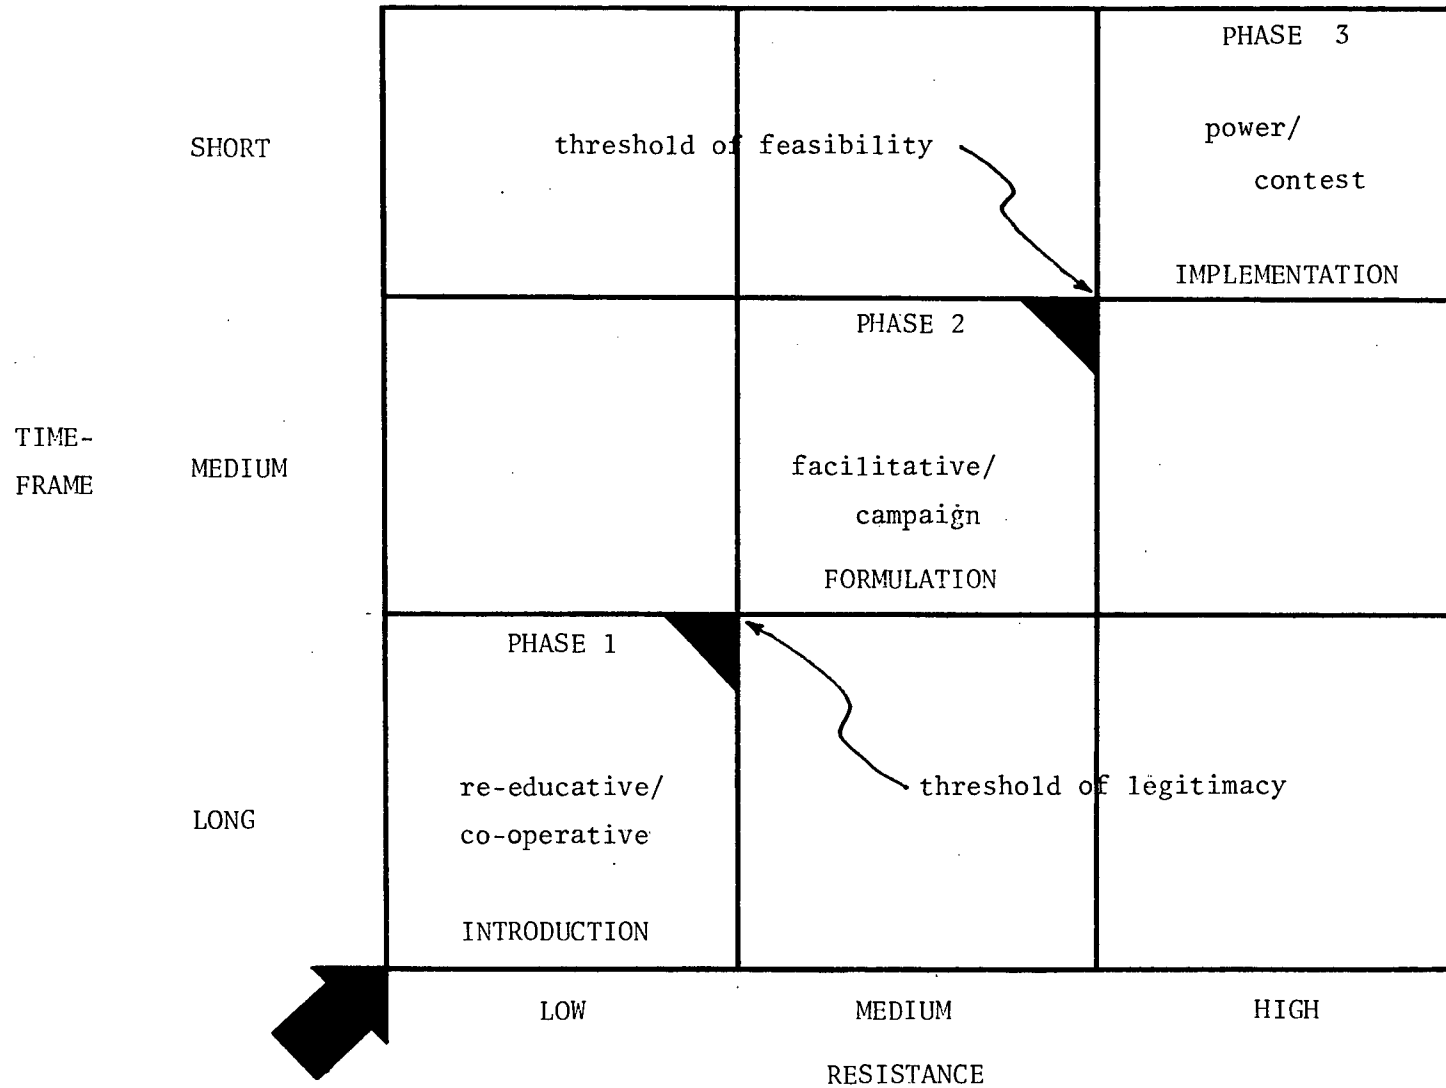 PHASE 3
power/
contest
IMPLEMENTATION
SHORT
threshold of feasibility
PHASE 2
facilitative/
campaign
FORMULATION
TIME-
FRAME
MEDIUM
PHASE 1
re-educative/
co-operative
INTRODUCTION
threshold of legitimacy
LONG
LOW
MEDIUM
HIGH
RESISTANCE